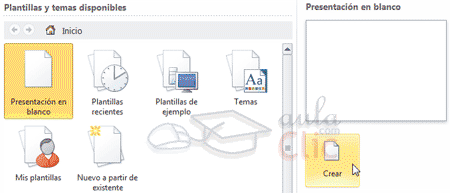 Plantillas y temas disponibles
Inicio
Presentación en
blanco
Plantillas
recientes
Plantillas de
ejemplo
Temas
Mis plantillas
Nuevo a partir de
existente
Presentación en blanco
Crear
Aa
aula
.com
Clic